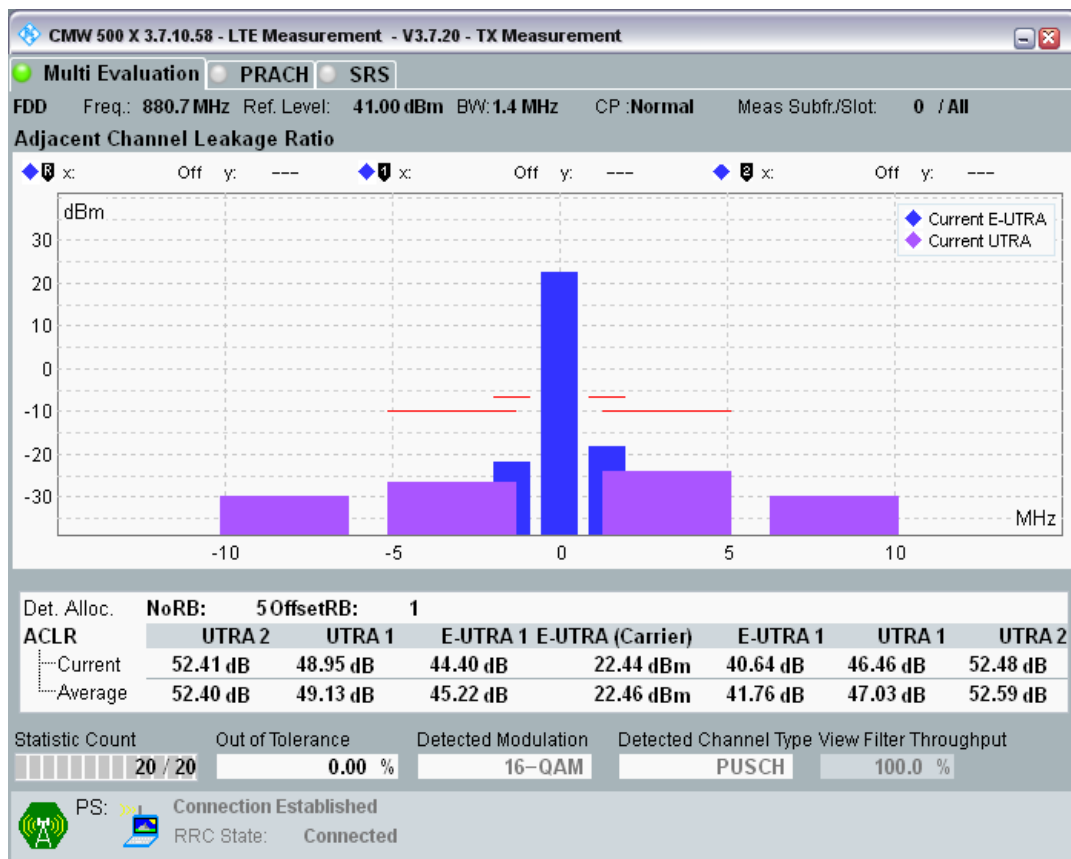 CMW 500 X 3.7.10.58 - LTE Measurement - V3.7.20 - TX Measurement
Multi Evaluation PRACH SRS
FDD Freq.: 880.7 MHz Ref. Level: 41.00 dBm BW: 1.4 MHz CP :Normal Meas Subfr./Slot: 0 / All
Adjacent Channel Leakage Ratio
R x: Off y: --- 1 x: Off y: --- 2 x: Off y: ---
dBm
Current E-UTRA
Current UTRA
30
20
10
0
-10
-20
-30
MHz
-10 -5 0 5 10
Det. Alloc. NoRB: 5 OffsetRB: 1
ACLR UTRA 2 UTRA 1 E-UTRA 1 E-UTRA (Carrier) E-UTRA 1 UTRA 1 UTRA 2
Current 52.41 dB 48.95 dB 44.40 dB 22.44 dBm 40.64 dB 46.46 dB 52.48 dB
Average 52.40 dB 49.13 dB 45.22 dB 22.46 dBm 41.76 dB 47.03 dB 52.59 dB
Statistic Count Out of Tolerance Detected Modulation Detected Channel Type View Filter Throughput
20 / 20 0.00 % 16-QAM PUSCH 100.0 %
PS: Connection Established
RRC State: Connected